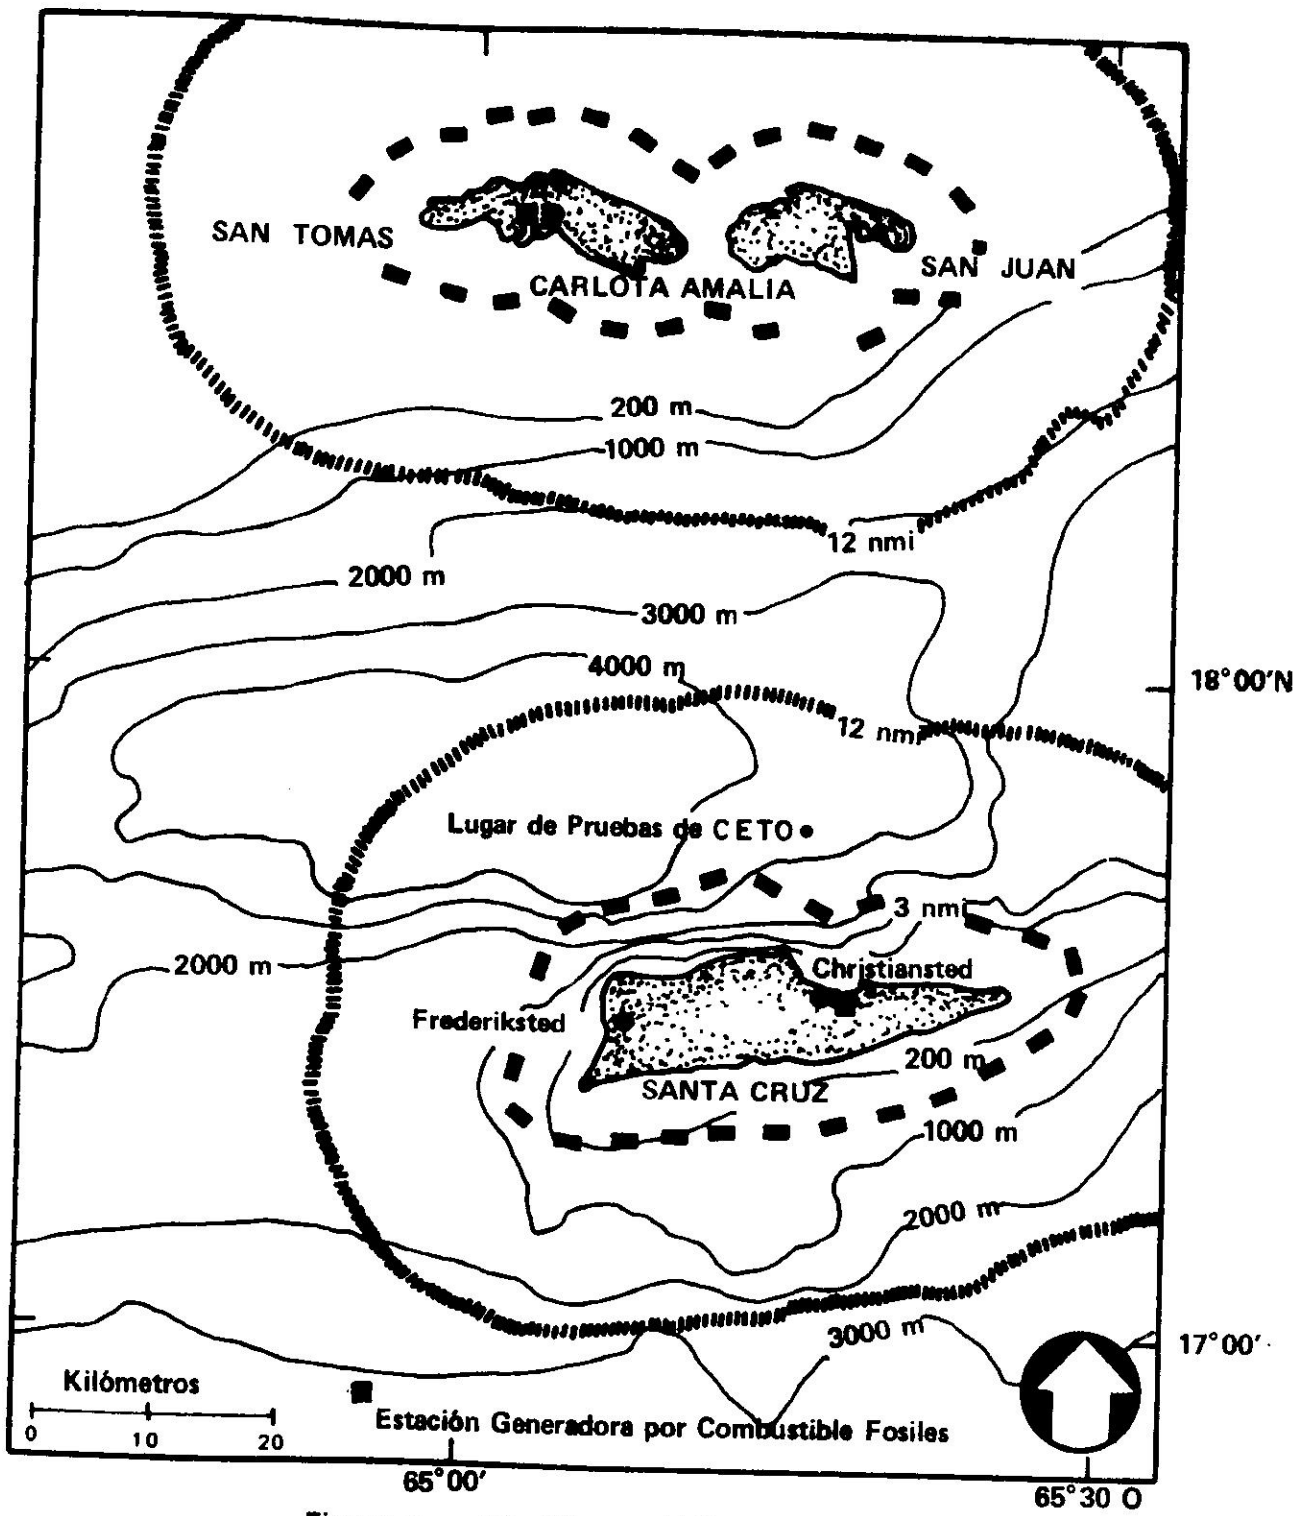 SAN TOMAS
SAN JUAN
CARLOTA AMALIA
200 m
1000 m
12 nmi
2000 m
3000 m
4000 m
18°00'N
12 nmi
Lugar de Pruebas de CETO
3 nmi
2000 m
Christiansted
Frederiksted
200 m
SANTA CRUZ
1000 m
2000 m
3000 m
17°00'
Kilómetros
0 10 20
Estación Generadora por Combustible Fosiles
65°00'
65°30 O